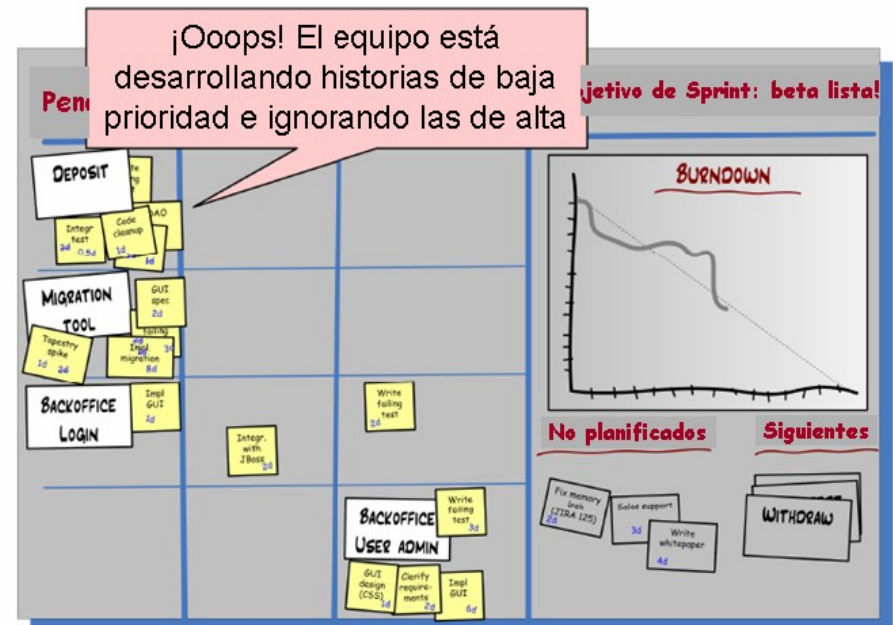 ¡Ooops! El equipo está
desarrollando historias de baja
prioridad e ignorando las de alta
jetivo de Sprint: beta lista!
DEPOSIT
Integr
test
2d 0.5d
Code
cleanup
1d
DAO
MIGRATION
TOOL
GUI
spec
2d
failing
3d
Tapestry
spike
1d 2d
Impl
migration
8d
BACKOFFICE
LOGIN
Impl
GUI
1d
Integr.
with
JBoss
2d
Write
failing
test
2d
BACKOFFICE
USER ADMIN
Write
failing
test
3d
GUI
design
(CSS)
1d
Clarify
require-
ments
2d
Impl
GUI
6d
BURNDOWN
No planificados
Fix memory
leak
(JIRA 125)
2d
Sales support
3d
Write
whitepaper
4d
Siguientes
WITHDRAW